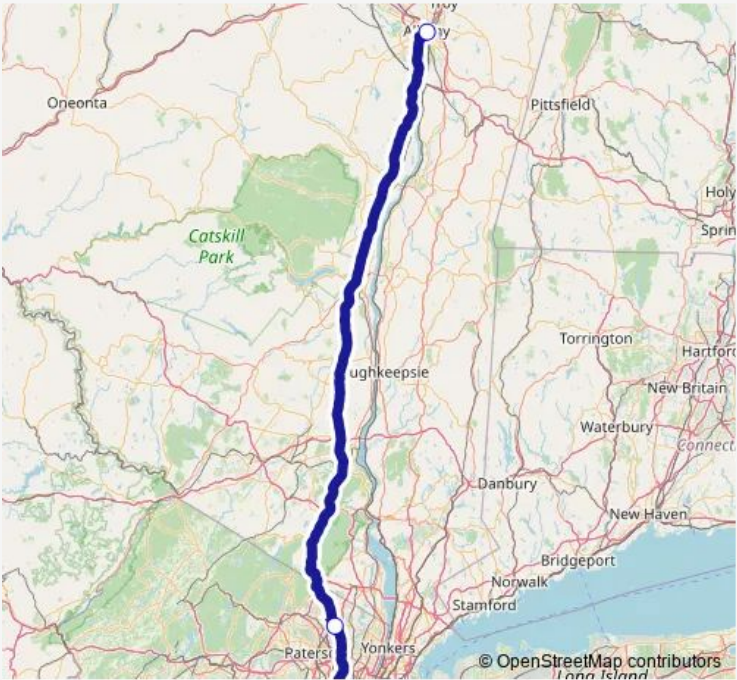 Troy
Oneonta
Pittsfield
Holy
Sprin
Catskill
Park
Torrington
Hartford
ughkeepsie
New Britain
Waterbury
Connect
Danbury
New Haven
Bridgeport
Norwalk
Stamford
Paters
Yonkers
© OpenStreetMap contributors
Long Island